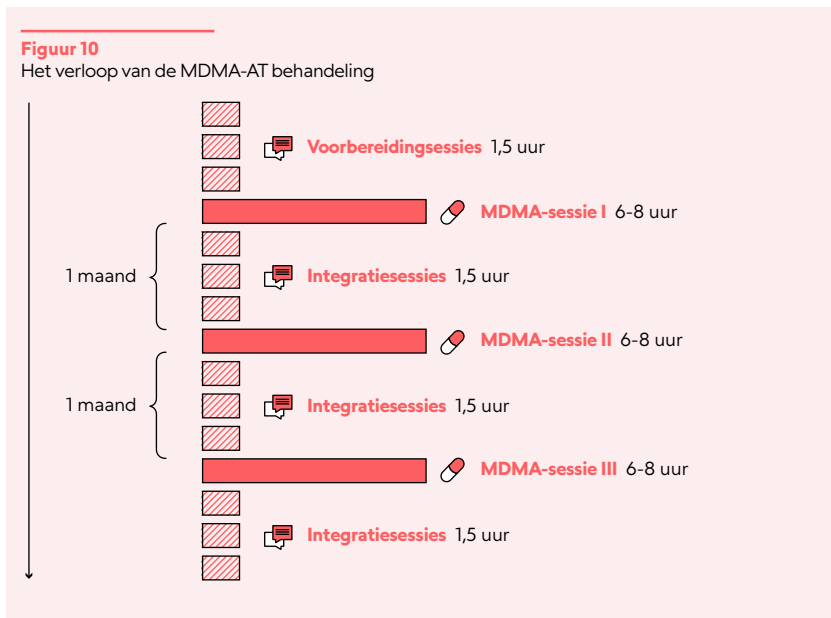 Figuur 10
Het verloop van de MDMA-AT behandeling
Voorbereidingsessies 1,5 uur
MDMA-sessie I 6-8 uur
1 maand
Integratiesessies 1,5 uur
MDMA-sessie II 6-8 uur
1 maand
Integratiesessies 1,5 uur
MDMA-sessie III 6-8 uur
Integratiesessies 1,5 uur